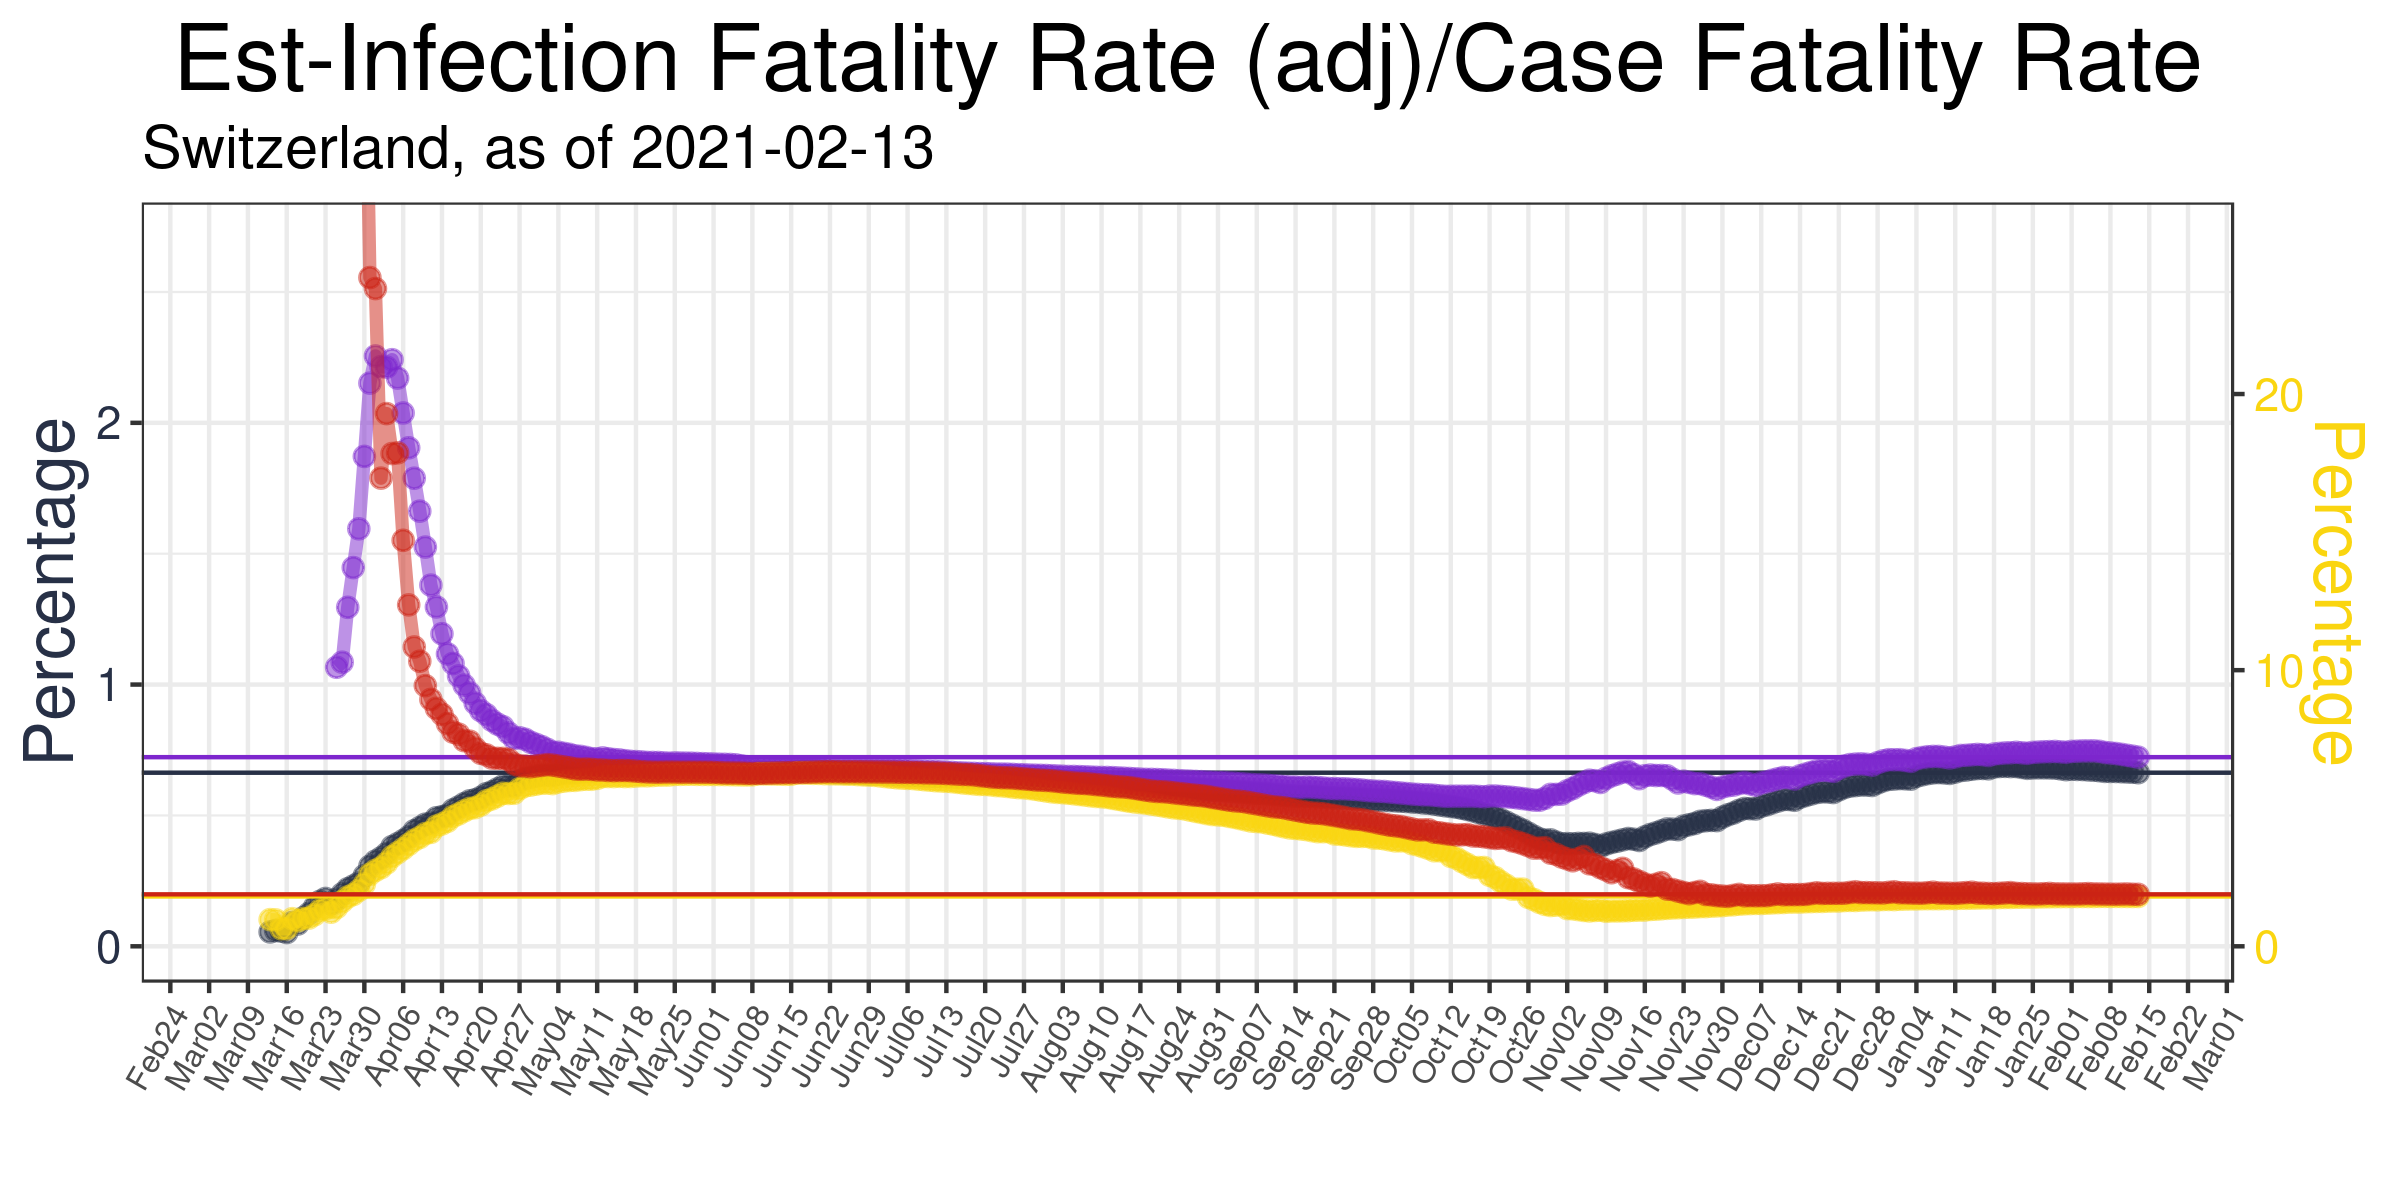 Est-Infection Fatality Rate (adj)/Case Fatality Rate
Switzerland, as of 2021-02-13
Percentage
2
1
0
20
10
0
Percentage
Feb24
Mar02
Mar09
Mar16
Mar23
Mar30
Apr06
Apr13
Apr20
Apr27
May04
May11
May18
May25
Jun01
Jun08
Jun15
Jun22
Jun29
Jul06
Jul13
Jul20
Jul27
Aug03
Aug10
Aug17
Aug24
Aug31
Sep07
Sep14
Sep21
Sep28
Oct05
Oct12
Oct19
Oct26
Nov02
Nov09
Nov16
Nov23
Nov30
Dec07
Dec14
Dec21
Dec28
Jan04
Jan11
Jan18
Jan25
Feb01
Feb08
Feb15
Feb22
Mar01